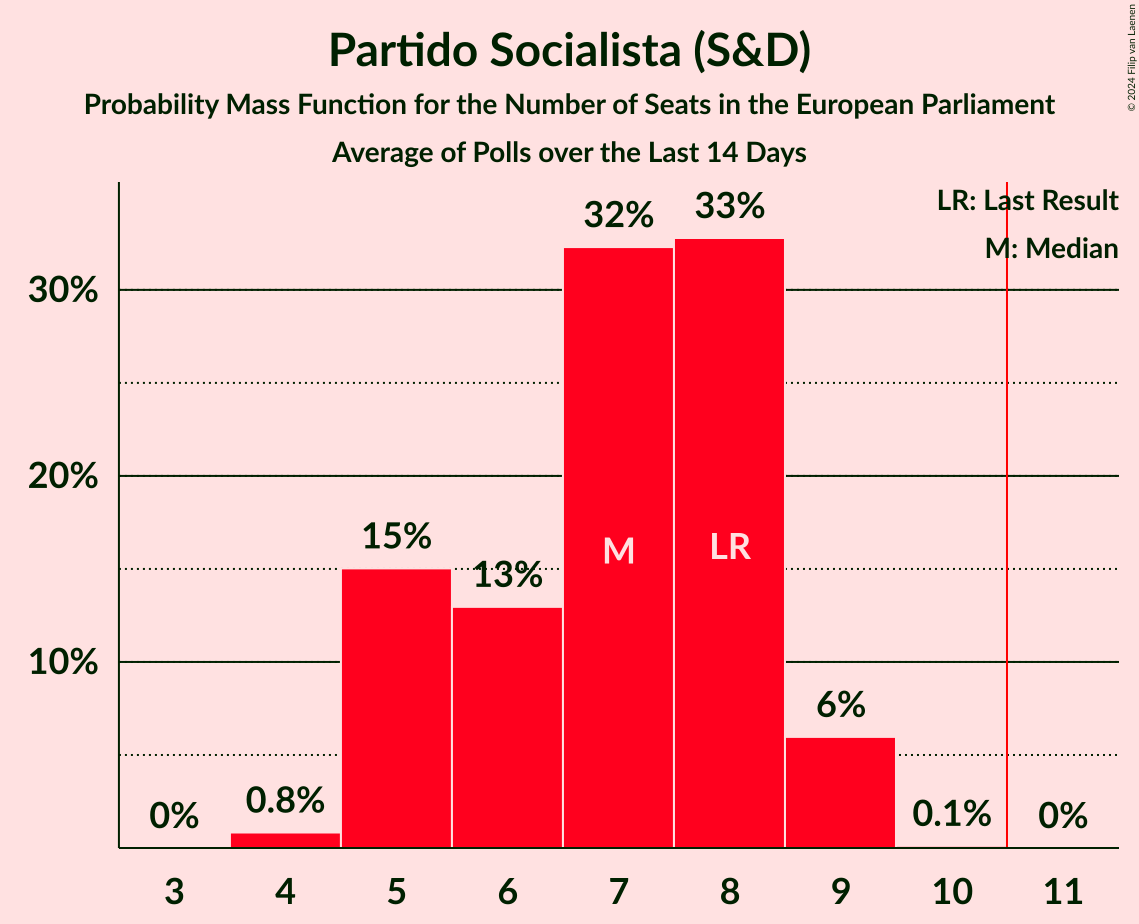 Partido Socialista (S&D)
Probability Mass Function for the Number of Seats in the European Parliament
Average of Polls over the Last 14 Days
© 2024 Filip van Laenen
LR: Last Result
M: Median
30%
20%
10%
0%
0.8%
15%
13%
32%
33%
6%
0.1%
0%
M
LR
3 4 5 6 7 8 9 10 11